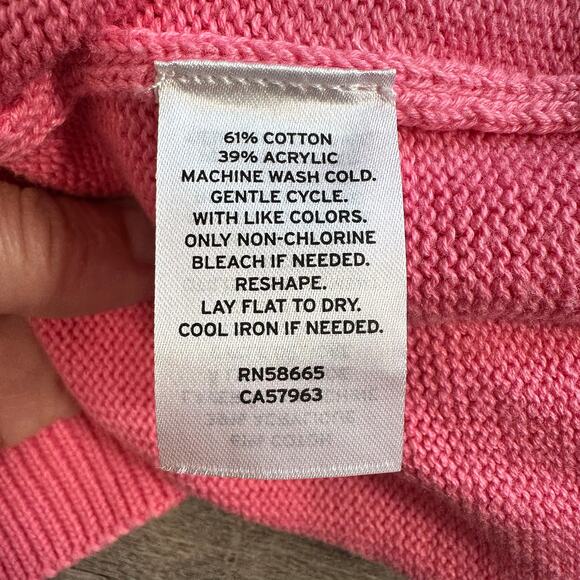 61% COTTON
39% ACRYLIC
MACHINE WASH COLD.
GENTLE CYCLE.
WITH LIKE COLORS.
ONLY NON-CHLORINE
BLEACH IF NEEDED.
RESHAPE.
LAY FLAT TO DRY.
COOL IRON IF NEEDED.
RN58665
CA57963